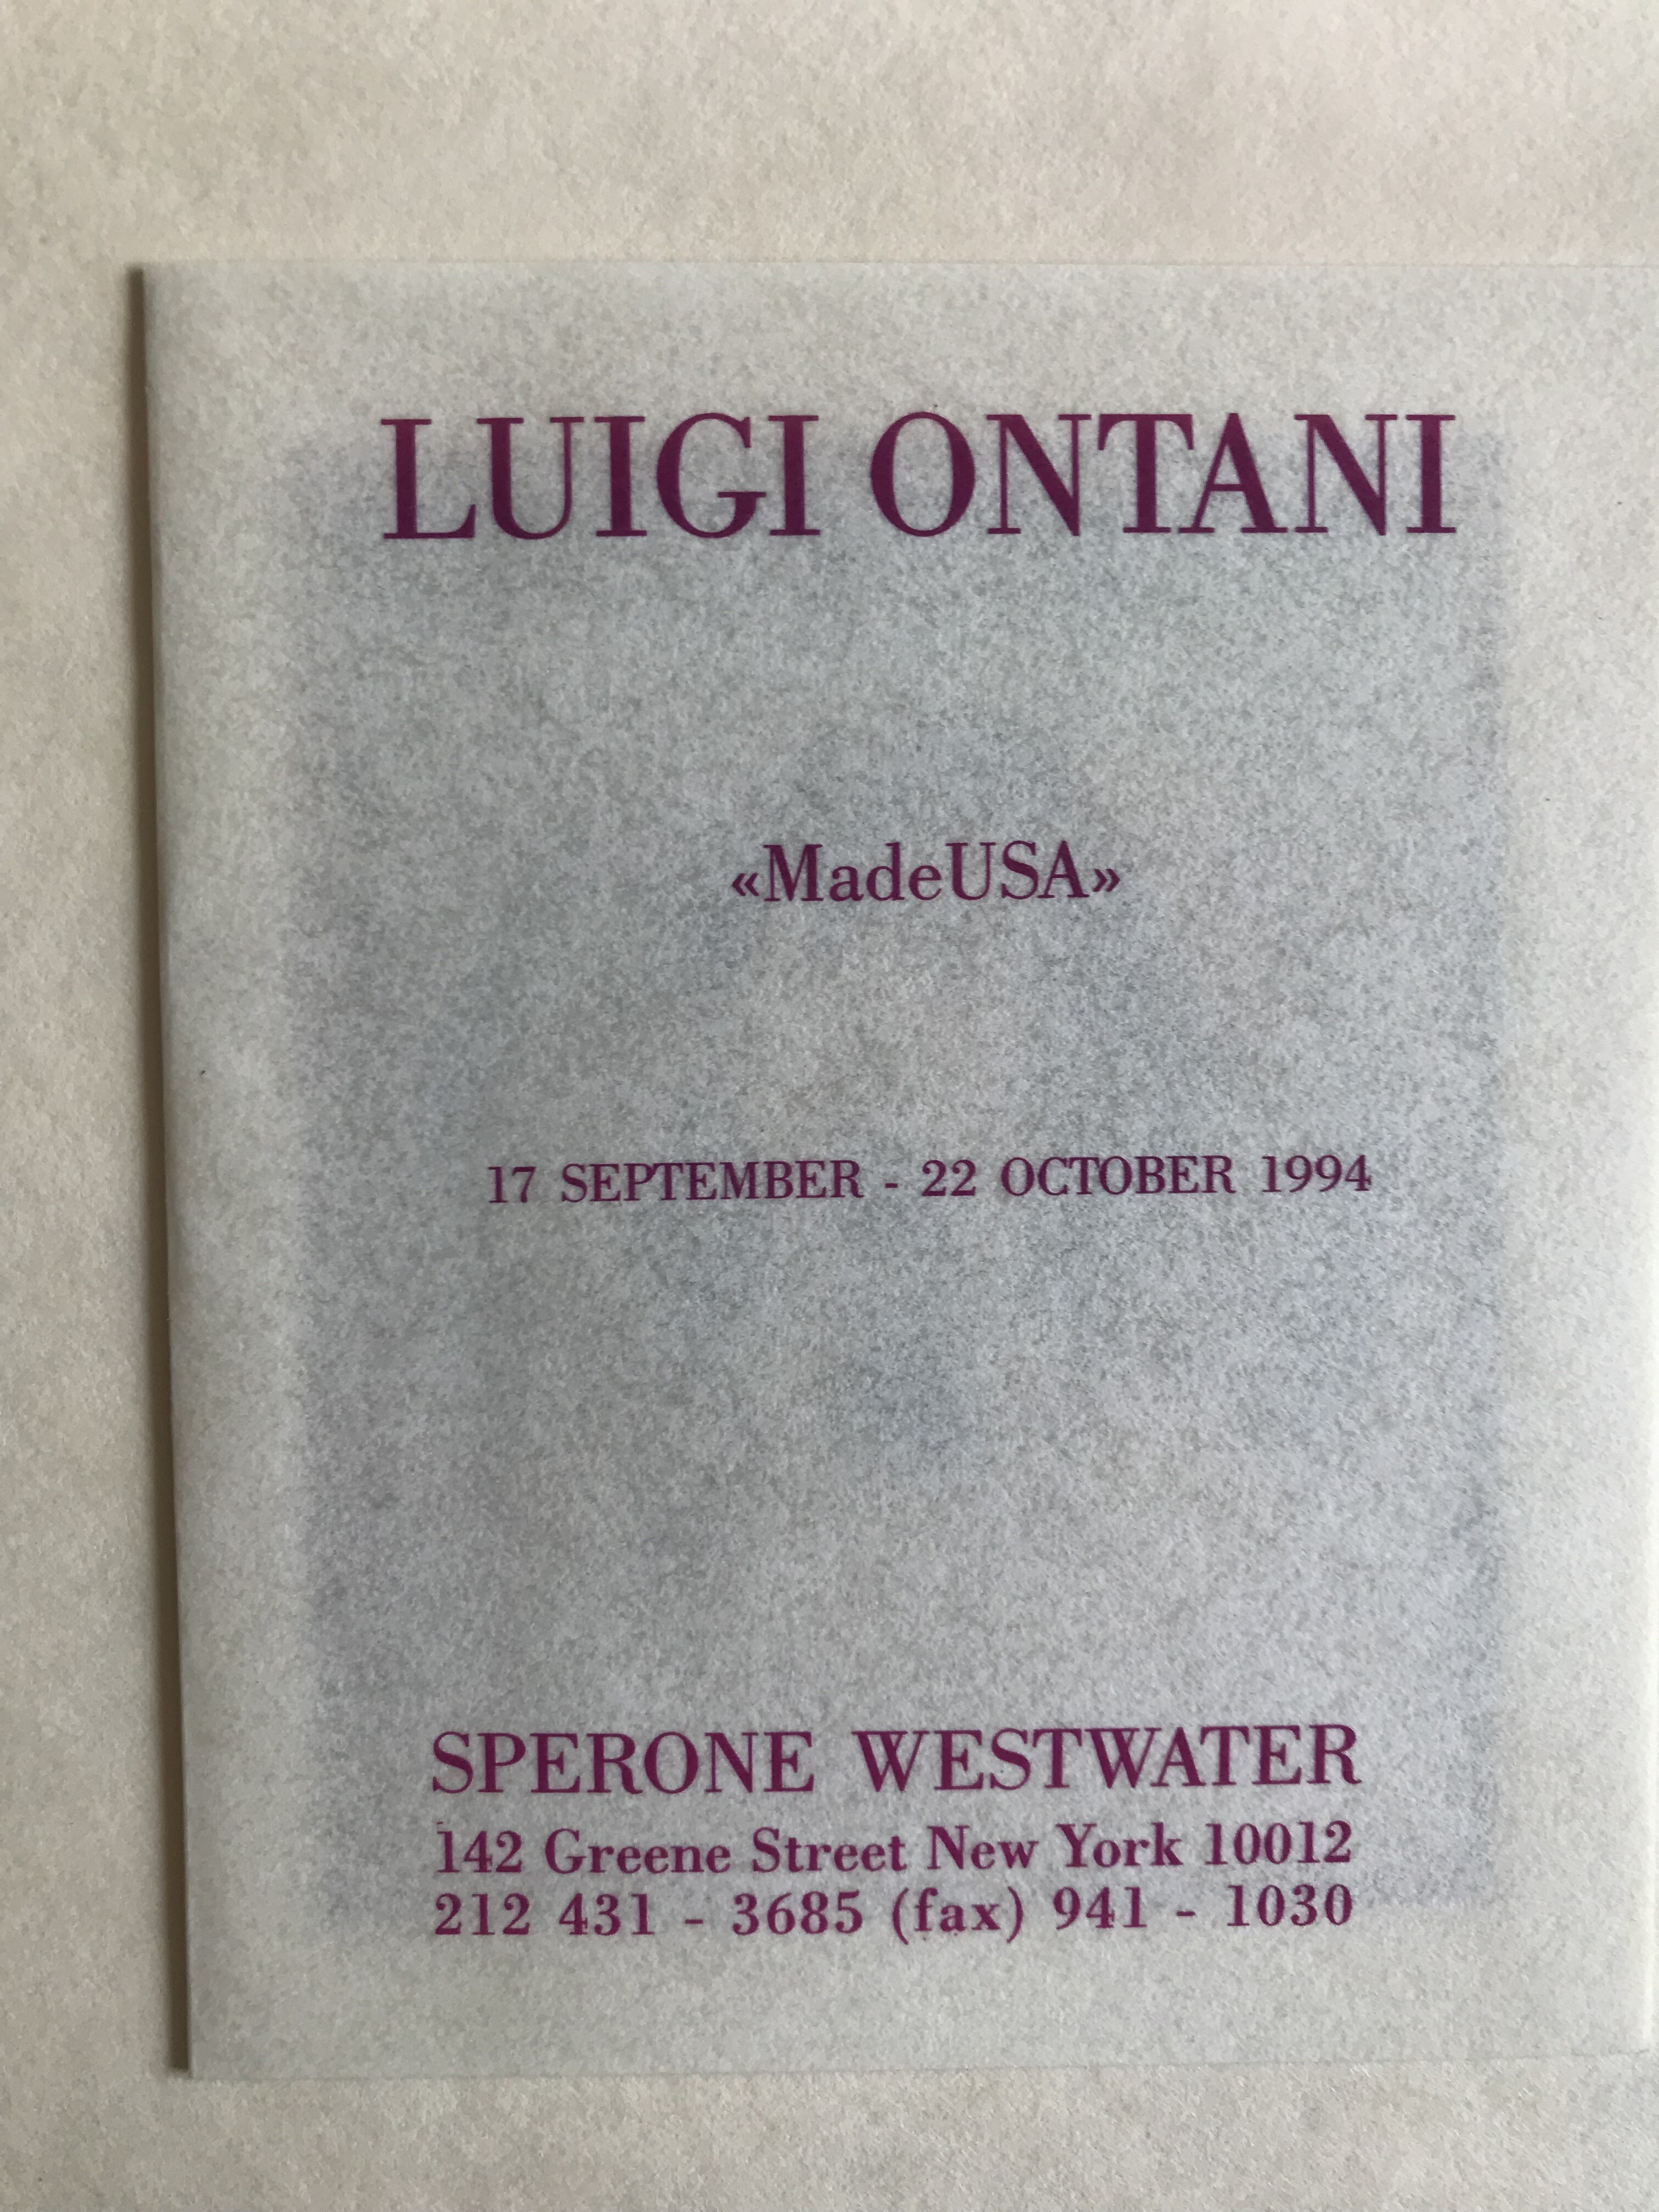 LUIGI ONTANI
«MadeUSA»
17 SEPTEMBER - 22 OCTOBER 1994
SPERONE WESTWATER
142 Greene Street New York 10012
212 431 - 3685 (fax) 941 - 1030